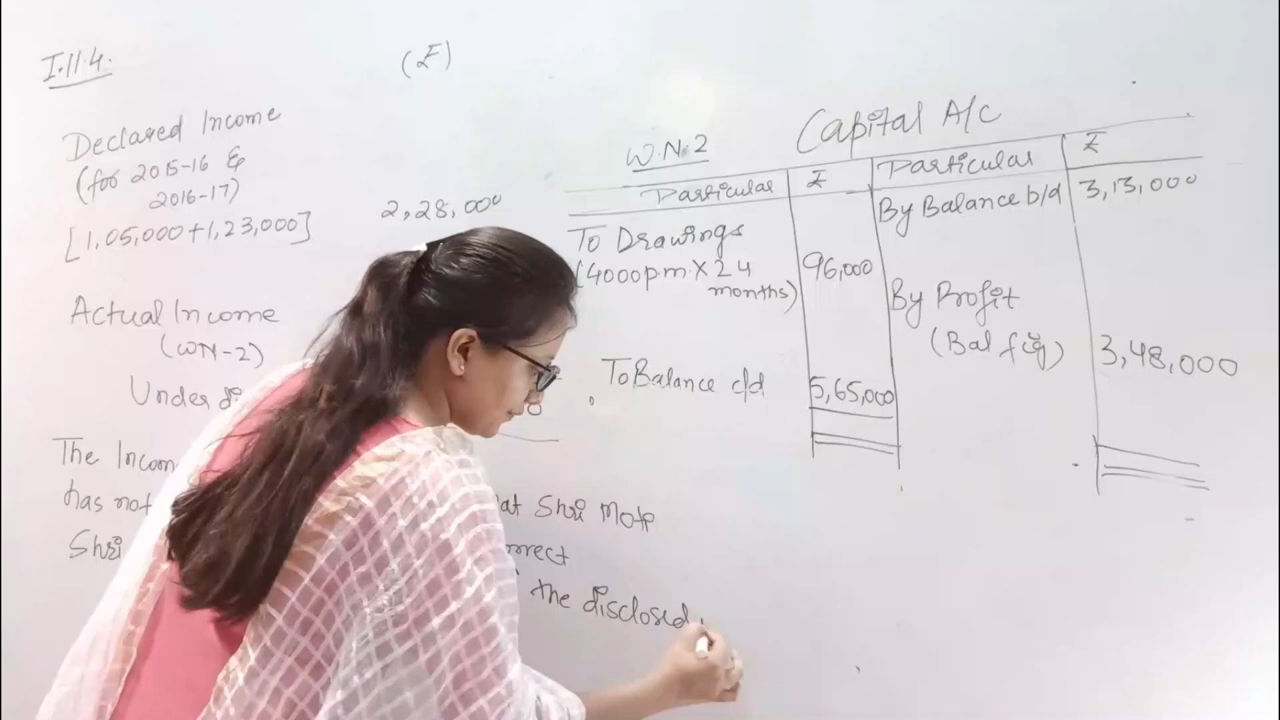 I.11.4.
(₹)
Declared Income
(for 2015-16 &
2016-17)
[1,05,000+1,23,000]
2,28,000
Actual Income
(WN-2)
Under
The Incom
has not
at Shri Moti
Shri
rrect
the disclosed
W.N.2
Capital A/c
Particular ₹ Particular ₹
By Balance b/d 3,13,000
To Drawings
(4000 p.m. X 24 96,000
months)
By Profit
(Bal fig) 3,48,000
To Balance c/d 5,65,000